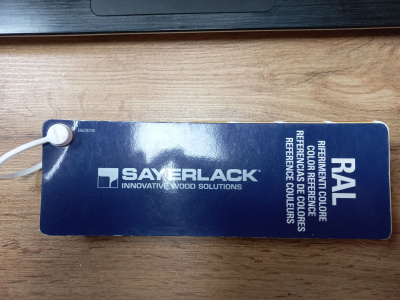 SAYERLACK®
INNOVATIVE WOOD SOLUTIONS
RAL
RIFERIMENTI COLORE
COLOR REFERENCE
REFERENCIAS DE COLORES
REFERENCE COULEURS